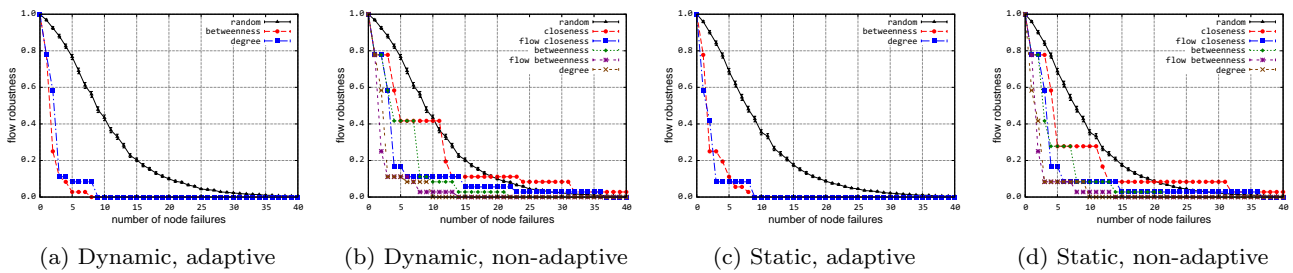 random
betweenness
degree
flow robustness
1.0
0.8
0.6
0.4
0.2
0.0
0 5 10 15 20 25 30 35 40
number of node failures
(a) Dynamic, adaptive
random
closeness
flow closeness
betweenness
flow betweenness
degree
flow robustness
1.0
0.8
0.6
0.4
0.2
0.0
0 5 10 15 20 25 30 35 40
number of node failures
(b) Dynamic, non-adaptive
random
betweenness
degree
flow robustness
1.0
0.8
0.6
0.4
0.2
0.0
0 5 10 15 20 25 30 35 40
number of node failures
(c) Static, adaptive
random
closeness
flow closeness
betweenness
flow betweenness
degree
flow robustness
1.0
0.8
0.6
0.4
0.2
0.0
0 5 10 15 20 25 30 35 40
number of node failures
(d) Static, non-adaptive